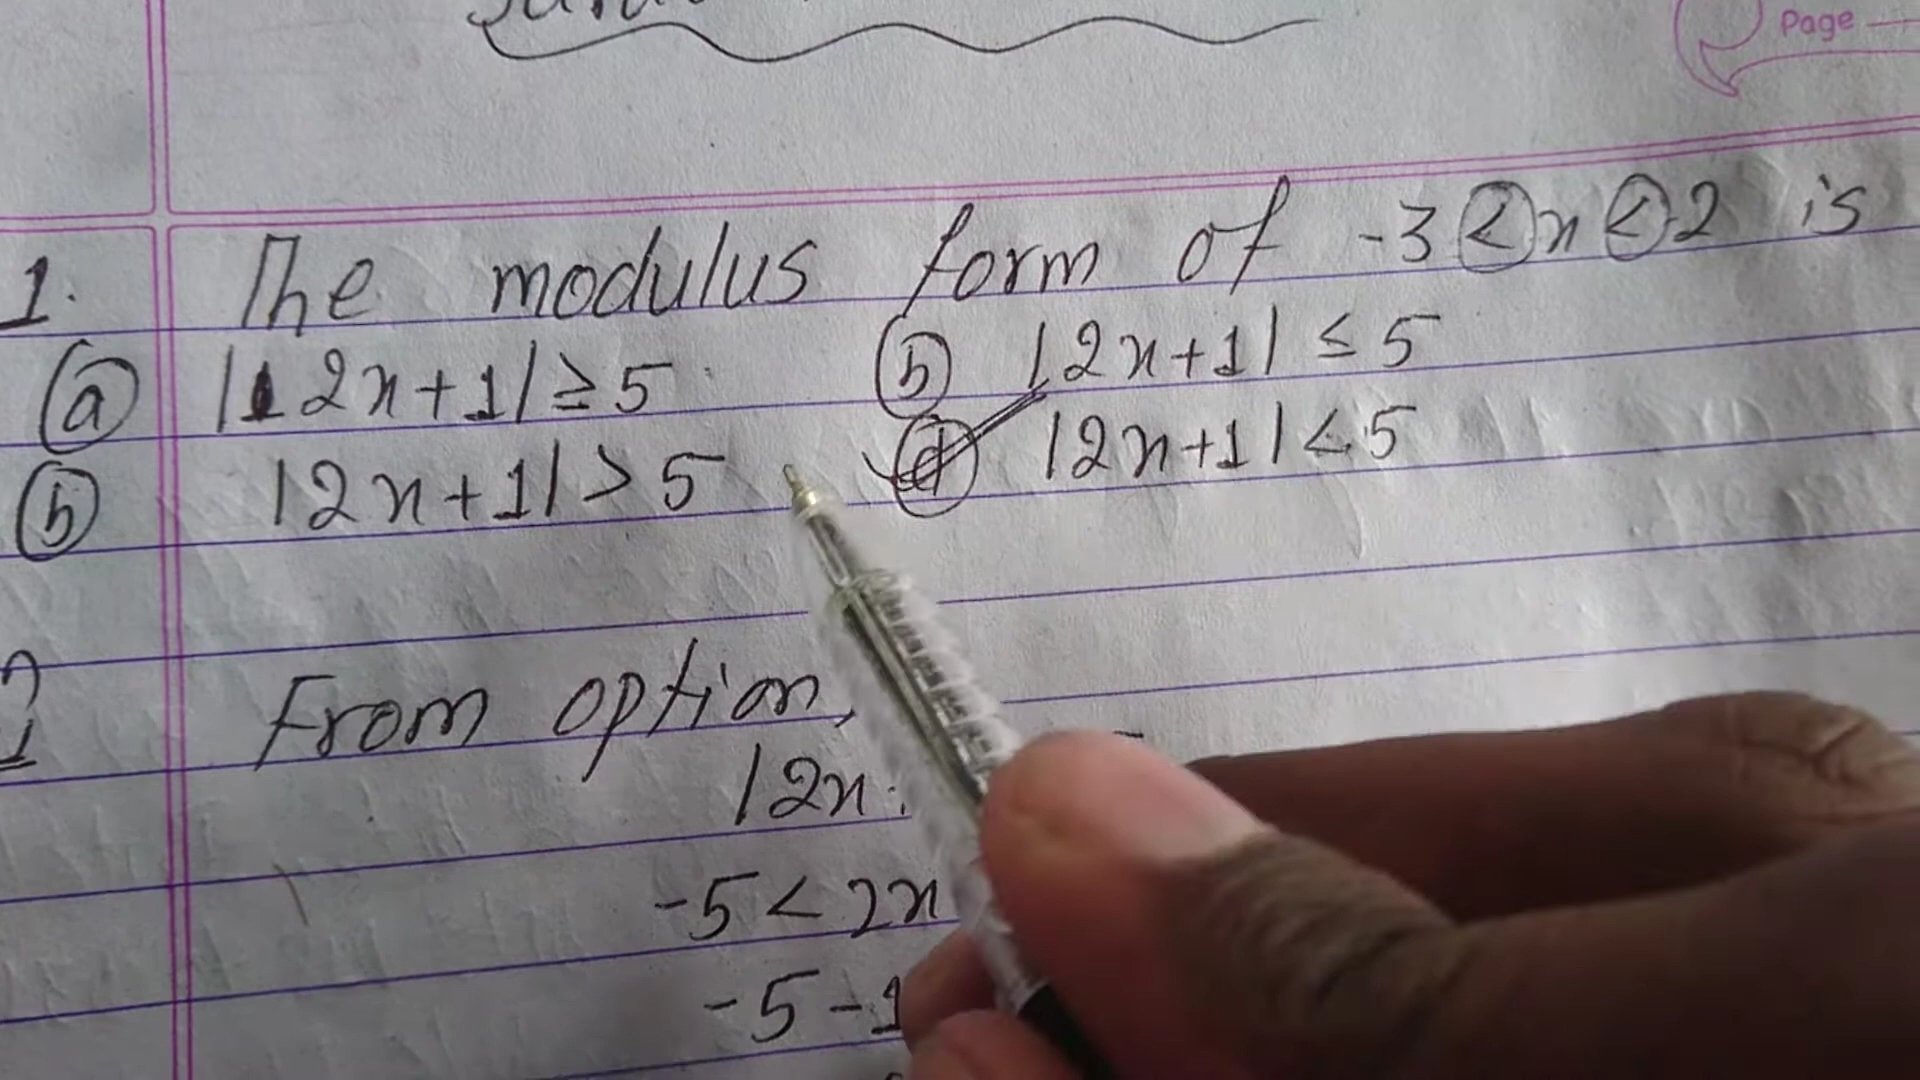 Page
1. The modulus form of -3<x<2 is
ⓐ |2x+1|≥5 ⓑ |2x+1|≤5
ⓑ |2x+1|>5 ⓓ |2x+1|<5
From option,
|2x
-5<2x
-5-1